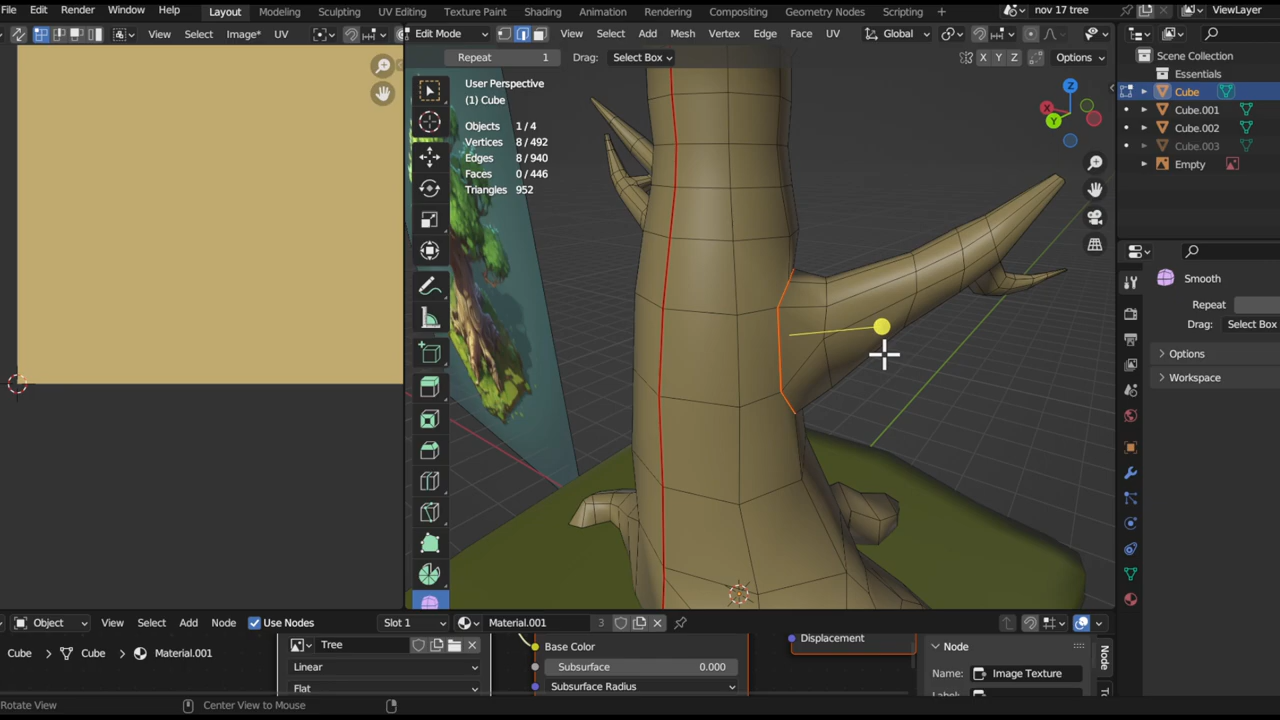 File Edit Render Window Help Layout Modeling Sculpting UV Editing Texture Paint Shading Animation Rendering Compositing Geometry Nodes Scripting + nov 17 tree ViewLayer
View Select Image* UV Edit Mode View Select Add Mesh Vertex Edge Face UV Global
Repeat 1 Drag: Select Box X Y Z Options
User Perspective
(1) Cube
Objects 1/4
Vertices 8/492
Edges 8/940
Faces 0/446
Triangles 952
Z
X
Y
Scene Collection
Essentials
Cube
Cube.001
Cube.002
Cube.003
Empty
Smooth
Repeat
Drag: Select Box
Options
Workspace
Object View Select Add Node Use Nodes Slot 1 Material.001 3
Cube > Cube > Material.001
Tree
Linear
Flat
Base Color
Subsurface 0.000
Subsurface Radius
Displacement
Node
Name: Image Texture
Label:
Node
Rotate View Center View to Mouse